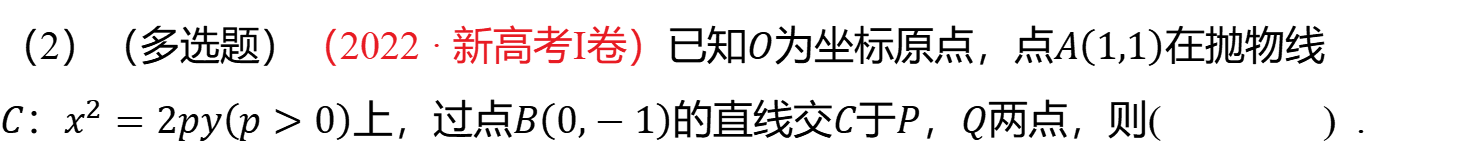 （2）（多选题）（2022 · 新高考I卷）已知O为坐标原点，点A(1,1)在抛物线
C：x² = 2py(p > 0)上，过点B(0, − 1)的直线交C于P，Q两点，则( ) .